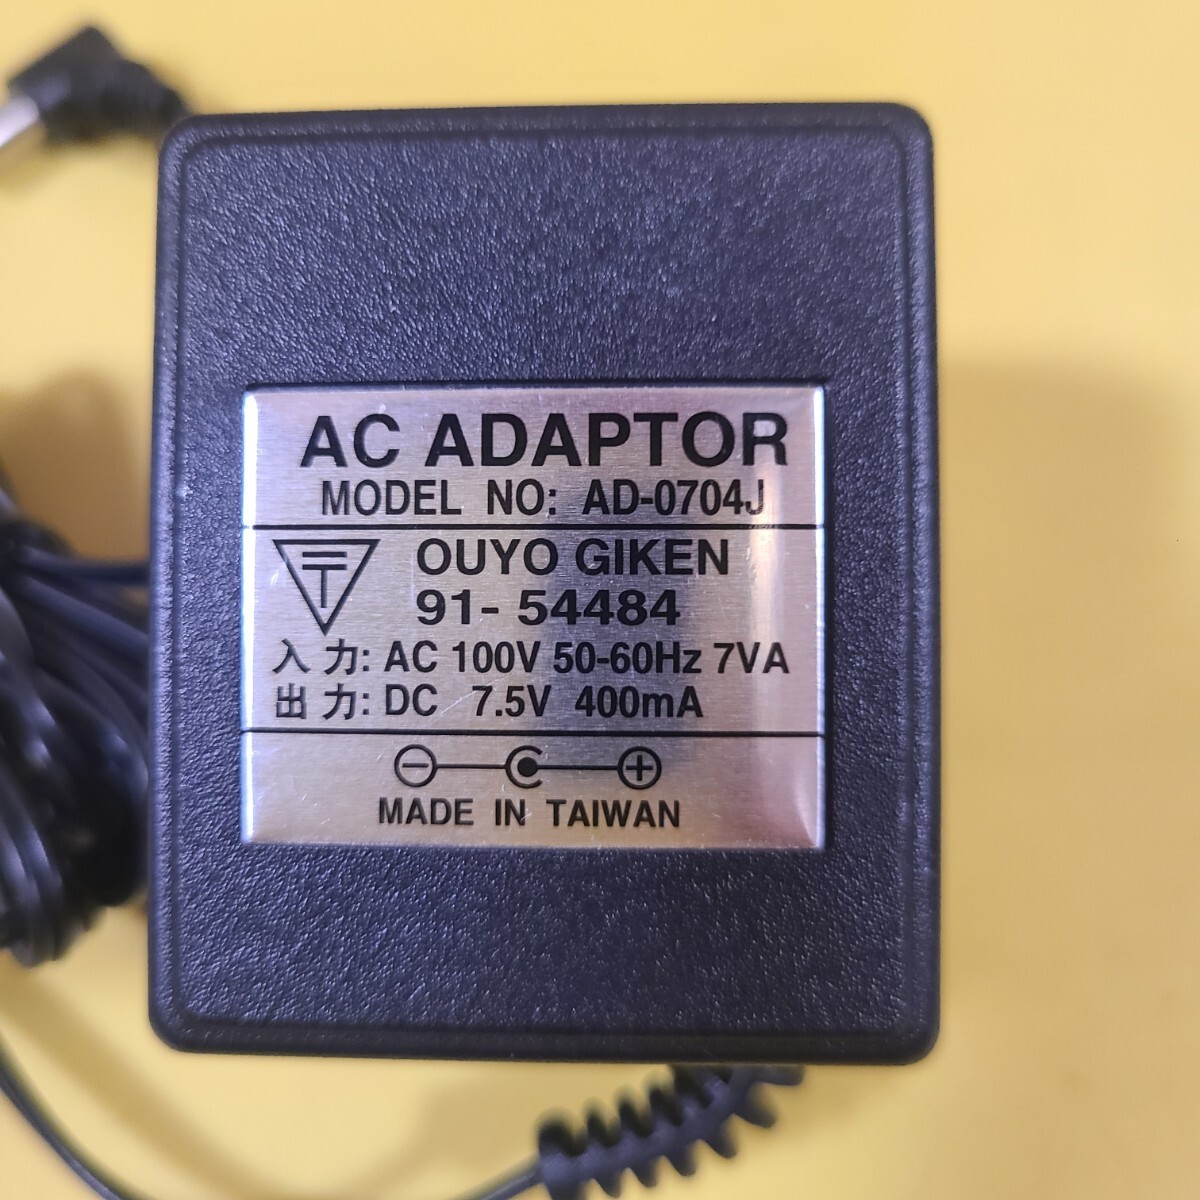 AC ADAPTOR
MODEL NO: AD-0704J
OUYO GIKEN
91- 54484
入 力: AC 100V 50-60Hz 7VA
出 力: DC 7.5V 400mA
MADE IN TAIWAN